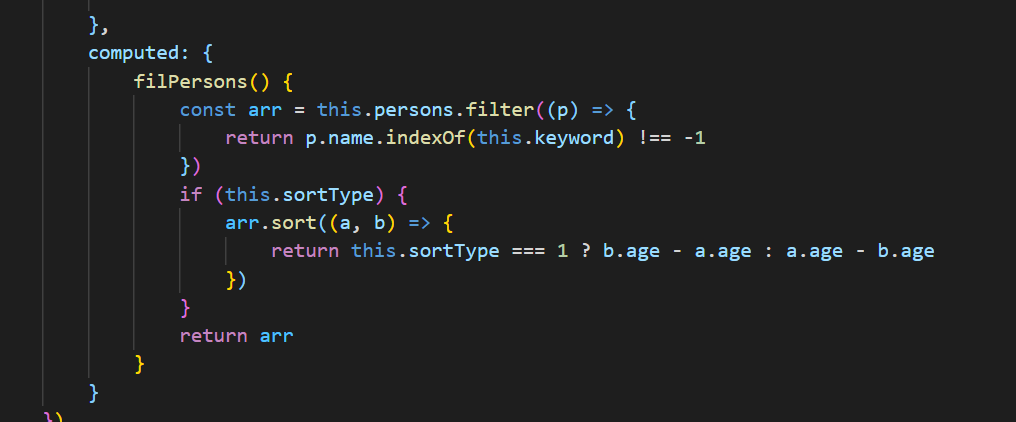 },
computed: {
filPersons() {
const arr = this.persons.filter((p) => {
return p.name.indexOf(this.keyword) !== -1
})
if (this.sortType) {
arr.sort((a, b) => {
return this.sortType === 1 ? b.age - a.age : a.age - b.age
})
}
return arr
}
}
})